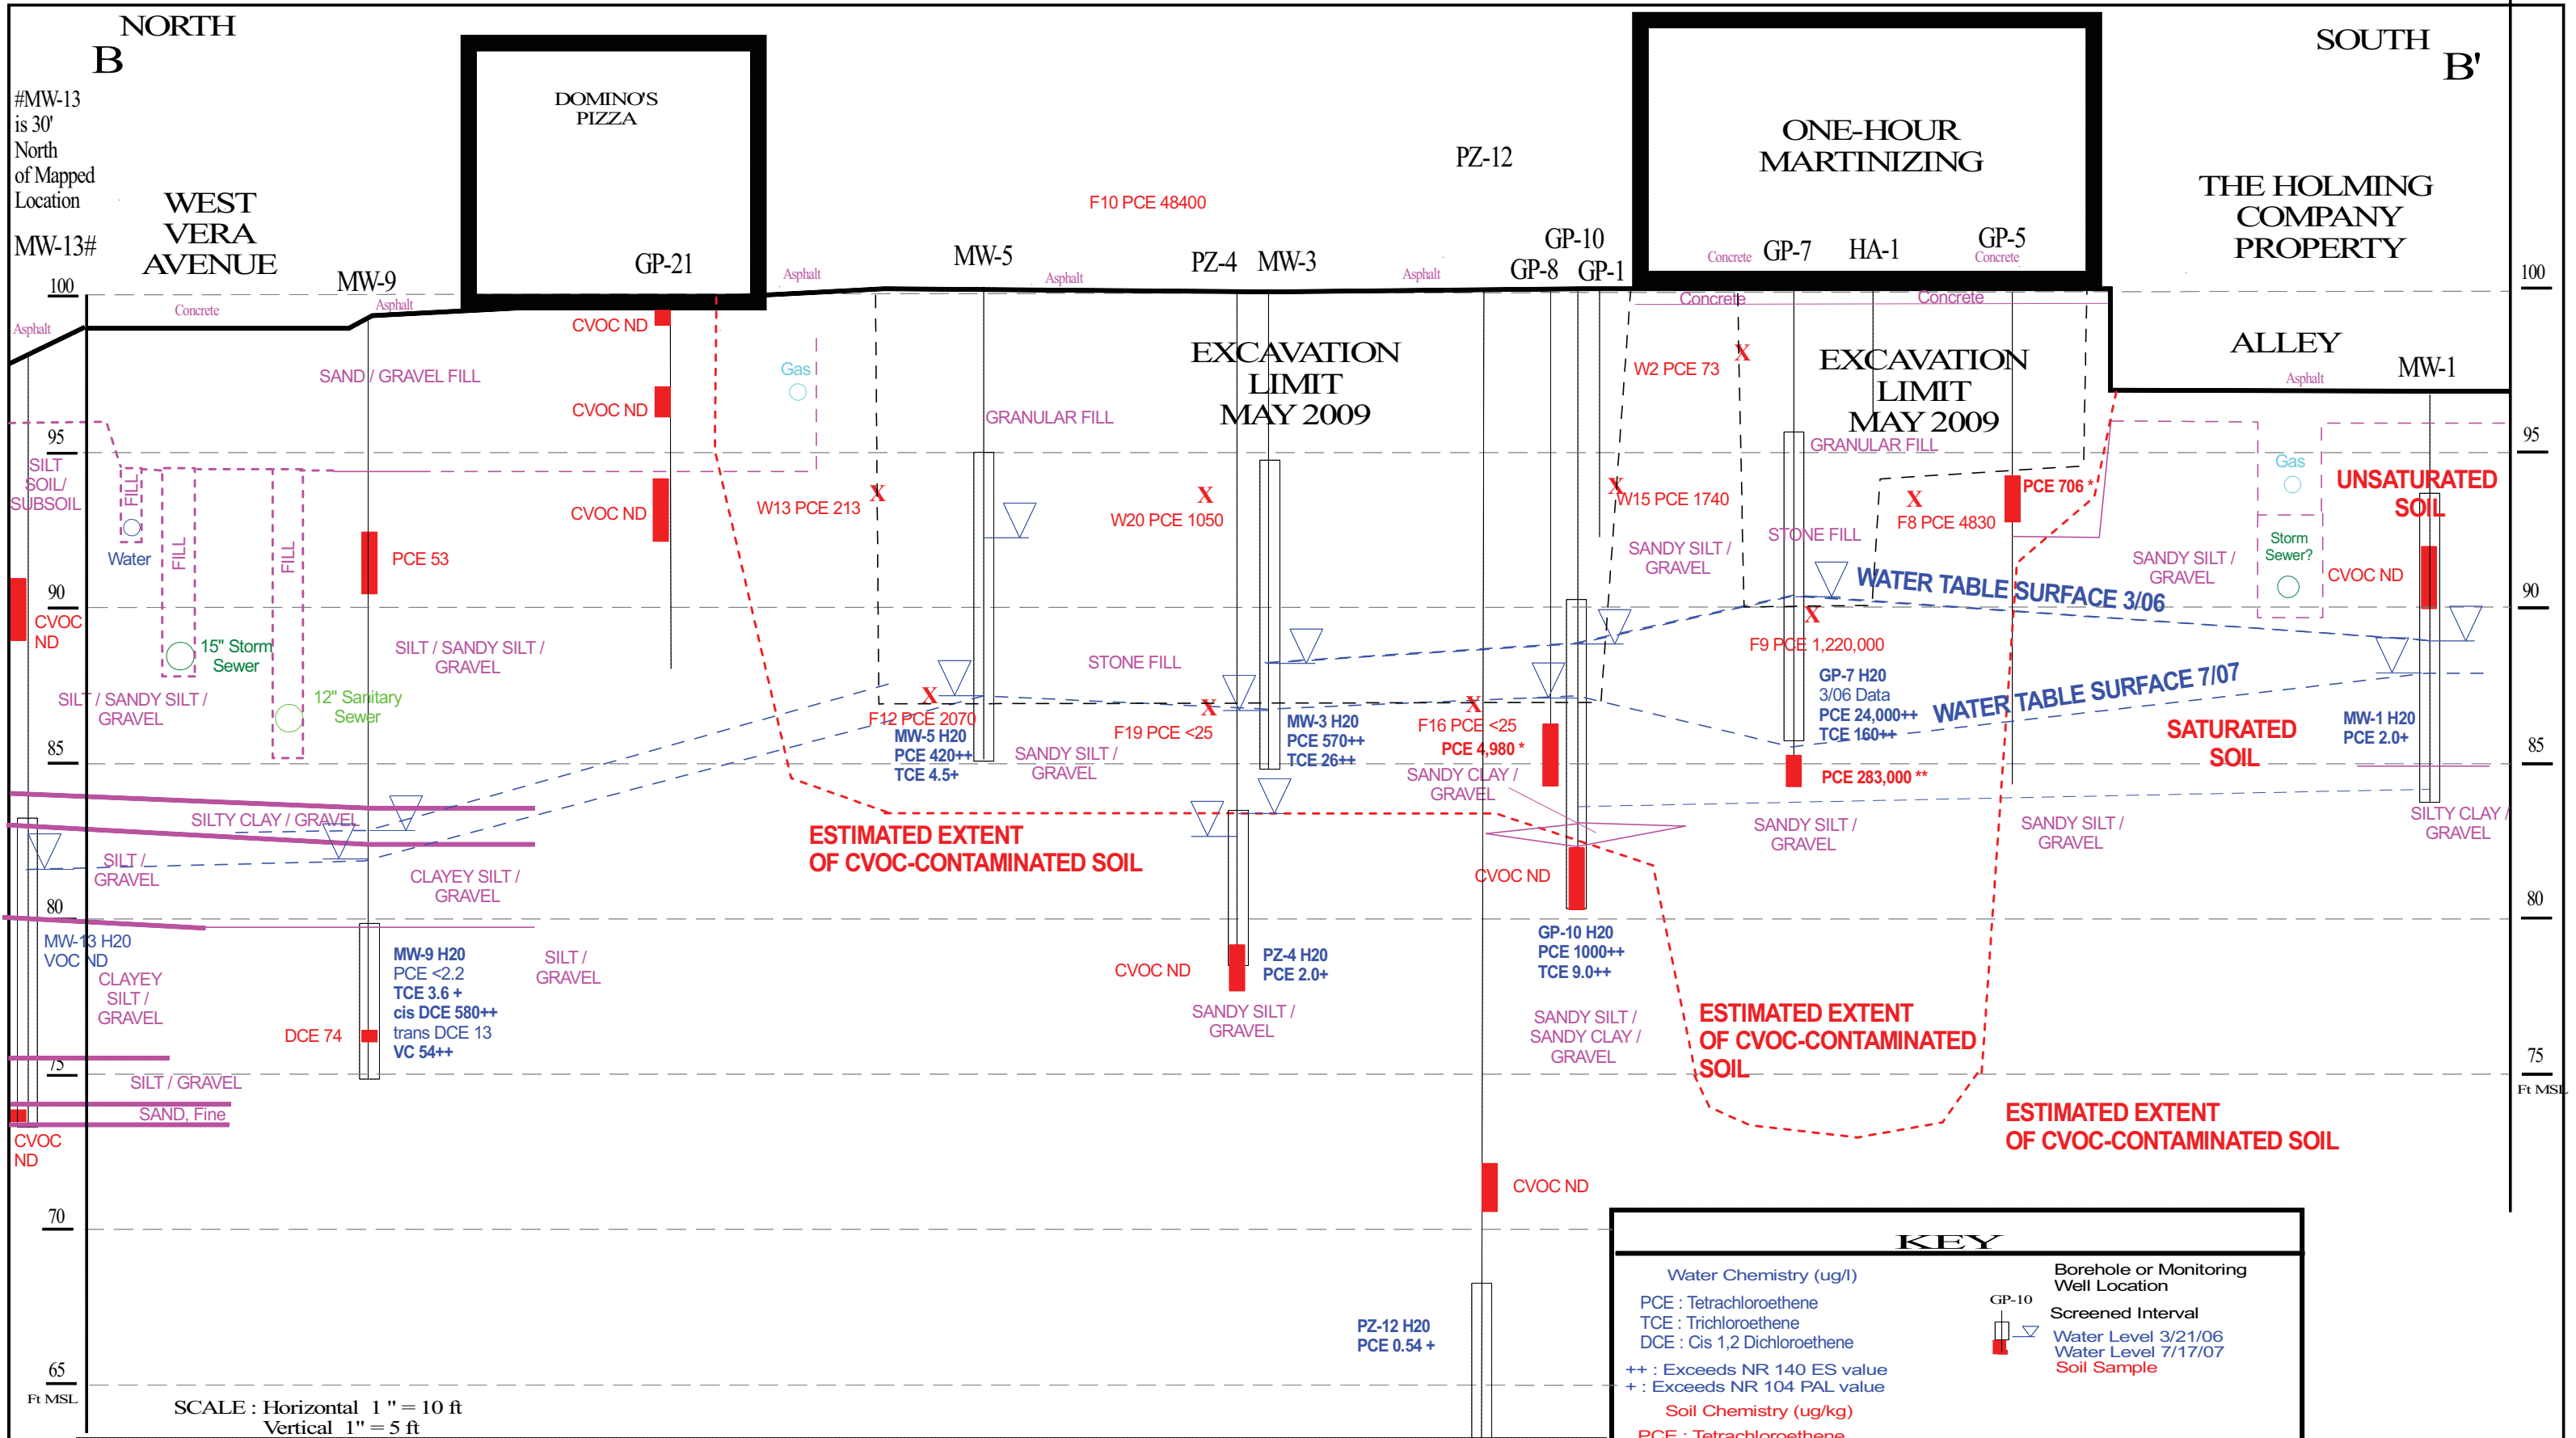 NORTH
B
SOUTH
B'
#MW-13
is 30'
North
of Mapped
Location
MW-13#
WEST
VERA
AVENUE
DOMINO'S
PIZZA
ONE-HOUR
MARTINIZING
THE HOLMING
COMPANY
PROPERTY
F10 PCE 48400
PZ-12
MW-9
GP-21
MW-5
PZ-4
MW-3
GP-10
GP-8
GP-1
GP-7
HA-1
GP-5
Concrete
Concrete
Asphalt
Asphalt
Asphalt
100
100
Asphalt
Concrete
Asphalt
Concrete
Concrete
CVOC ND
EXCAVATION
LIMIT
MAY 2009
EXCAVATION
LIMIT
MAY 2009
ALLEY
Asphalt
MW-1
SAND / GRAVEL FILL
Gas
W2 PCE 73
X
CVOC ND
GRANULAR FILL
GRANULAR FILL
95
95
SILT
SOIL/
SUBSOIL
FILL
FILL
FILL
Water
CVOC ND
W13 PCE 213
X
W20 PCE 1050
X
W15 PCE 1740
X
F8 PCE 4830
X
PCE 706 *
Gas
UNSATURATED
SOIL
STONE FILL
PCE 53
SANDY SILT /
GRAVEL
SANDY SILT /
GRAVEL
Storm
Sewer?
CVOC ND
WATER TABLE SURFACE 3/06
90
90
CVOC
ND
15" Storm
Sewer
SILT / SANDY SILT /
GRAVEL
STONE FILL
X
F9 PCE 1,220,000
SILT / SANDY SILT /
GRAVEL
12" Sanitary
Sewer
GP-7 H20
3/06 Data
PCE 24,000++
TCE 160++
WATER TABLE SURFACE 7/07
X
F12 PCE 2070
MW-5 H20
PCE 420++
TCE 4.5+
X
F19 PCE <25
SANDY SILT /
GRAVEL
MW-3 H20
PCE 570++
TCE 26++
X
F16 PCE <25
PCE 4,980 *
SANDY CLAY /
GRAVEL
SATURATED
SOIL
MW-1 H20
PCE 2.0+
85
85
PCE 283,000 **
SILTY CLAY / GRAVEL
ESTIMATED EXTENT
OF CVOC-CONTAMINATED SOIL
SANDY SILT /
GRAVEL
SANDY SILT /
GRAVEL
SILTY CLAY /
GRAVEL
SILT /
GRAVEL
CLAYEY SILT /
GRAVEL
CVOC ND
80
80
MW-13 H20
VOC ND
CLAYEY
SILT /
GRAVEL
MW-9 H20
PCE <2.2
TCE 3.6 +
cis DCE 580++
trans DCE 13
VC 54++
SILT /
GRAVEL
CVOC ND
PZ-4 H20
PCE 2.0+
GP-10 H20
PCE 1000++
TCE 9.0++
SANDY SILT /
GRAVEL
SANDY SILT /
SANDY CLAY /
GRAVEL
ESTIMATED EXTENT
OF CVOC-CONTAMINATED
SOIL
DCE 74
75
75
Ft MSL
SILT / GRAVEL
SAND, Fine
ESTIMATED EXTENT
OF CVOC-CONTAMINATED SOIL
CVOC
ND
CVOC ND
70
PZ-12 H20
PCE 0.54 +
65
Ft MSL
SCALE : Horizontal 1 " = 10 ft
Vertical 1" = 5 ft
KEY
Water Chemistry (ug/l)
PCE : Tetrachloroethene
TCE : Trichloroethene
DCE : Cis 1,2 Dichloroethene
++ : Exceeds NR 140 ES value
+ : Exceeds NR 104 PAL value
Soil Chemistry (ug/kg)
PCE : Tetrachloroethene
Borehole or Monitoring
Well Location
GP-10
Screened Interval
Water Level 3/21/06
Water Level 7/17/07
Soil Sample